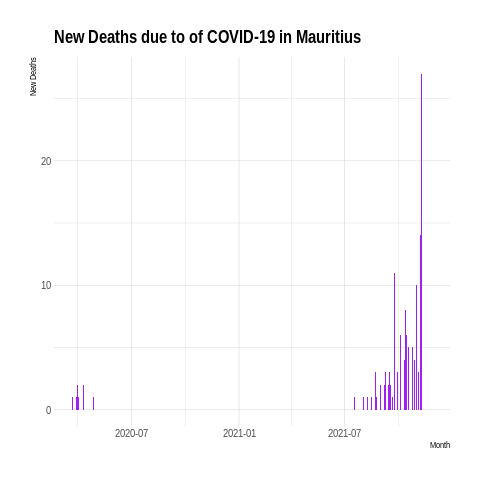 New Deaths due to of COVID-19 in Mauritius
New Deaths
20
10
0
2020-07
2021-01
2021-07
Month